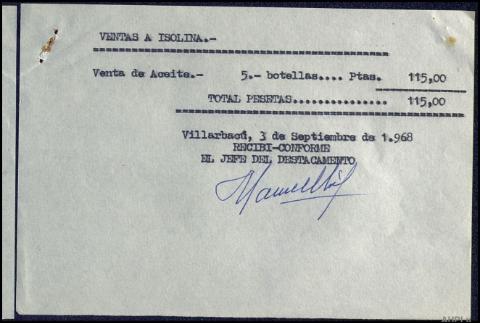 VENTAS A ISOLINA.-
Venta de Aceite.- 5.- botellas.... Ptas. 115,00
TOTAL PESETAS............... 115,00
Villarbacú, 3 de Septiembre de 1.968
RECIBI-CONFORME
EL JEFE DEL DESTACAMENTO